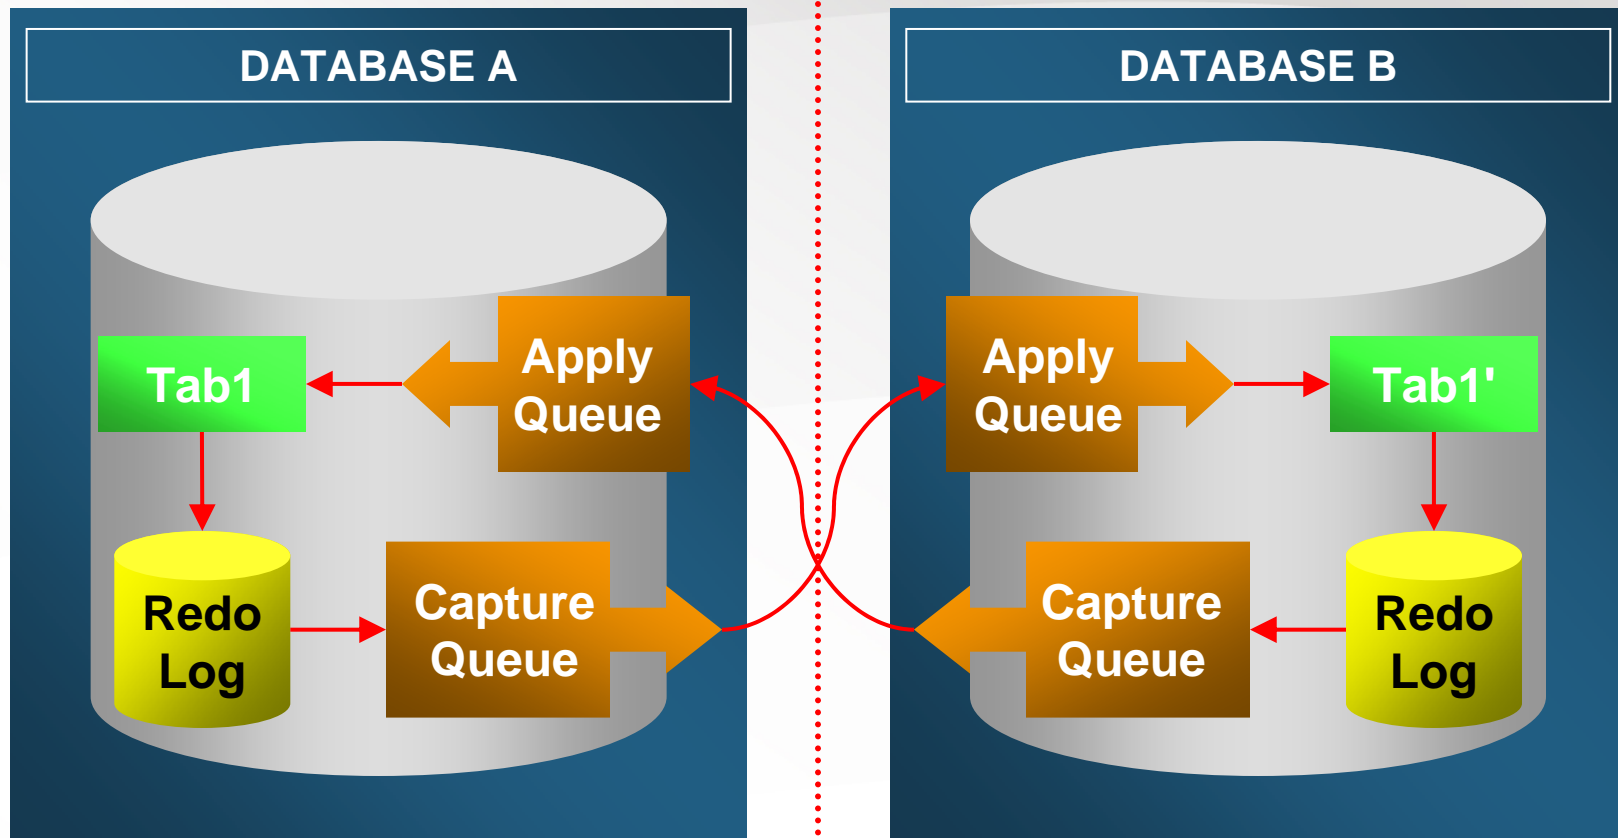 DATABASE A
Tab1
Apply
Queue
Redo
Log
Capture
Queue
DATABASE B
Apply
Queue
Tab1'
Capture
Queue
Redo
Log